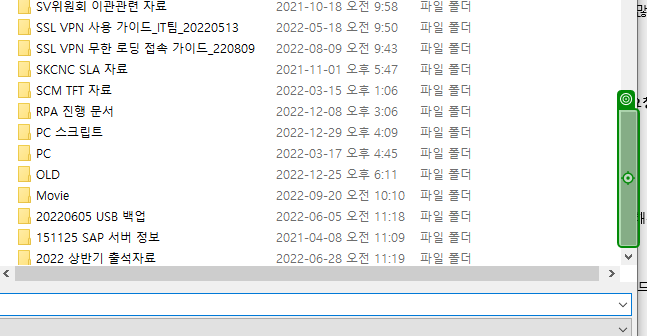 SV위원회 이관관련 자료 2021-10-18 오전 9:58 파일 폴더
SSL VPN 사용 가이드_IT팀_20220513 2022-05-18 오전 9:50 파일 폴더
SSL VPN 무한 로딩 접속 가이드_220809 2022-08-09 오전 9:43 파일 폴더
SKCNC SLA 자료 2021-11-01 오후 5:47 파일 폴더
SCM TFT 자료 2022-03-15 오후 1:06 파일 폴더
RPA 진행 문서 2022-12-08 오후 3:06 파일 폴더
PC 스크립트 2022-12-29 오후 4:09 파일 폴더
PC 2022-03-17 오후 4:45 파일 폴더
OLD 2022-12-25 오후 6:11 파일 폴더
Movie 2022-09-20 오전 10:10 파일 폴더
20220605 USB 백업 2022-06-05 오전 11:18 파일 폴더
151125 SAP 서버 정보 2021-04-08 오전 11:09 파일 폴더
2022 상반기 출석자료 2022-06-28 오전 11:19 파일 폴더